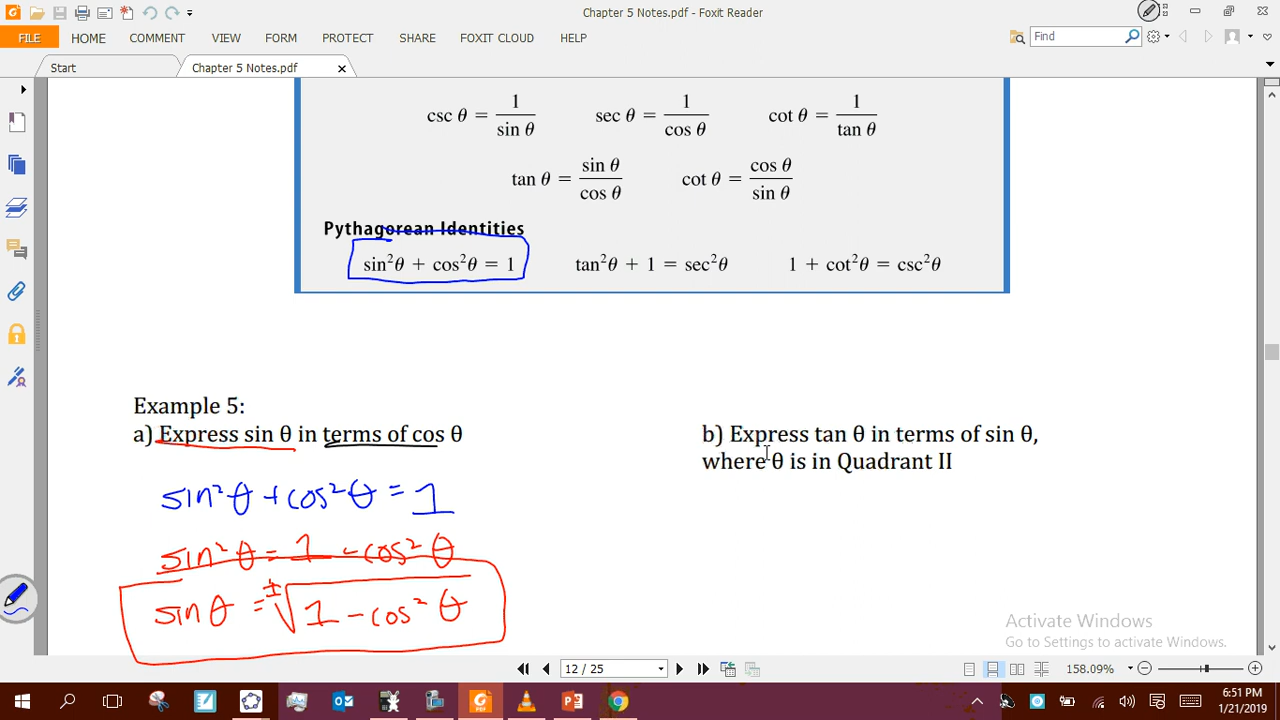 Chapter 5 Notes.pdf - Foxit Reader
FILE HOME COMMENT VIEW FORM PROTECT SHARE FOXIT CLOUD HELP Find
Start Chapter 5 Notes.pdf
csc θ = 1/sin θ sec θ = 1/cos θ cot θ = 1/tan θ
tan θ = sin θ/cos θ cot θ = cos θ/sin θ
Pythagorean Identities
sin²θ + cos²θ = 1 tan²θ + 1 = sec²θ 1 + cot²θ = csc²θ
Example 5:
a) Express sin θ in terms of cos θ
sin²θ + cos²θ = 1
sin²θ = 1 - cos²θ
sin θ = ±√(1 - cos²θ)
b) Express tan θ in terms of sin θ,
where θ is in Quadrant II
Activate Windows
Go to Settings to activate Windows.
12 / 25 158.09%
6:51 PM
1/21/2019